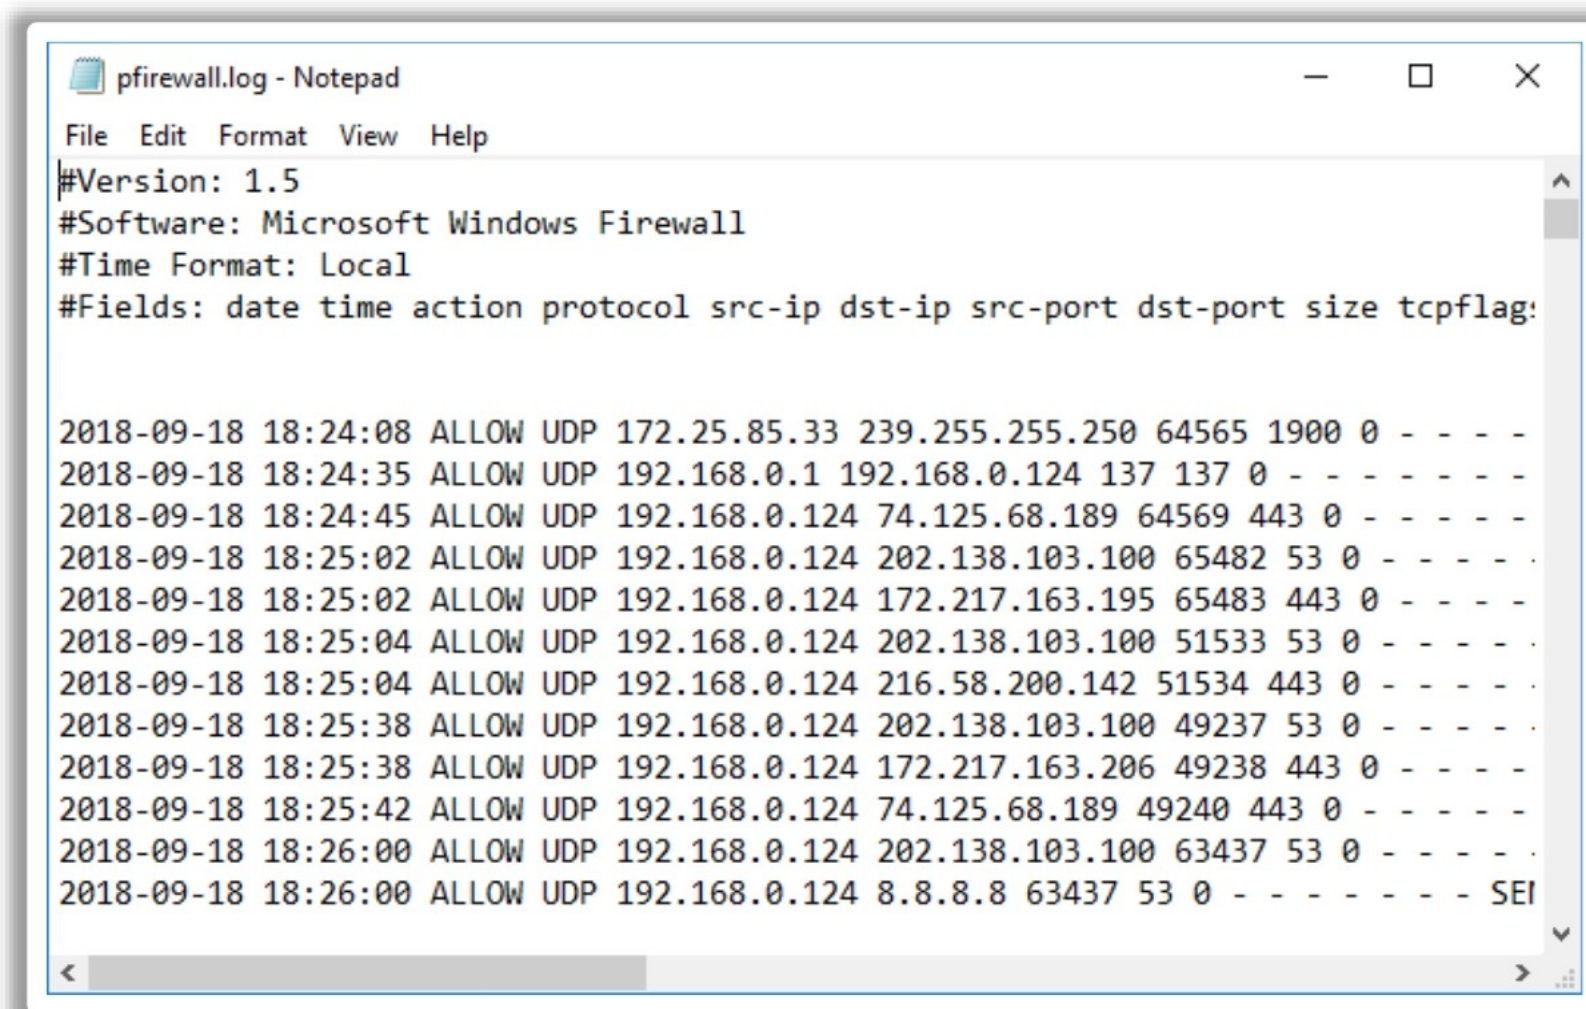 pfirewall.log - Notepad
File Edit Format View Help
#Version: 1.5
#Software: Microsoft Windows Firewall
#Time Format: Local
#Fields: date time action protocol src-ip dst-ip src-port dst-port size tcpflags
2018-09-18 18:24:08 ALLOW UDP 172.25.85.33 239.255.255.250 64565 1900 0 - - - -
2018-09-18 18:24:35 ALLOW UDP 192.168.0.1 192.168.0.124 137 137 0 - - - - - - -
2018-09-18 18:24:45 ALLOW UDP 192.168.0.124 74.125.68.189 64569 443 0 - - - - -
2018-09-18 18:25:02 ALLOW UDP 192.168.0.124 202.138.103.100 65482 53 0 - - - -
2018-09-18 18:25:02 ALLOW UDP 192.168.0.124 172.217.163.195 65483 443 0 - - - -
2018-09-18 18:25:04 ALLOW UDP 192.168.0.124 202.138.103.100 51533 53 0 - - - -
2018-09-18 18:25:04 ALLOW UDP 192.168.0.124 216.58.200.142 51534 443 0 - - - -
2018-09-18 18:25:38 ALLOW UDP 192.168.0.124 202.138.103.100 49237 53 0 - - - -
2018-09-18 18:25:38 ALLOW UDP 192.168.0.124 172.217.163.206 49238 443 0 - - - -
2018-09-18 18:25:42 ALLOW UDP 192.168.0.124 74.125.68.189 49240 443 0 - - - - -
2018-09-18 18:26:00 ALLOW UDP 192.168.0.124 202.138.103.100 63437 53 0 - - - -
2018-09-18 18:26:00 ALLOW UDP 192.168.0.124 8.8.8.8 63437 53 0 - - - - - - -